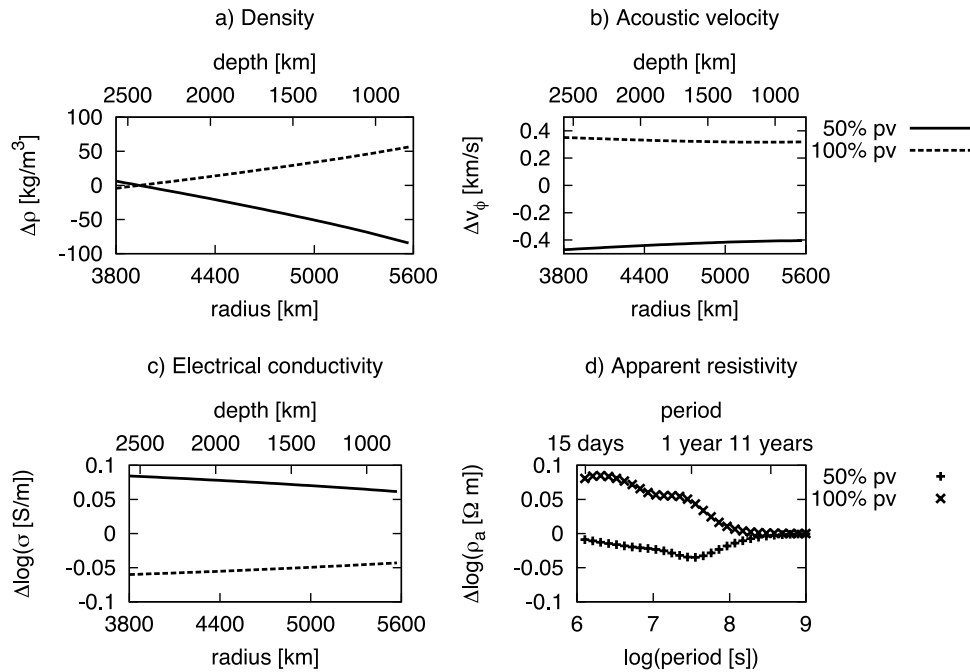 a) Density
depth [km]
2500 2000 1500 1000
100
50
0
-50
-100
Δρ [kg/m³]
3800 4400 5000 5600
radius [km]
b) Acoustic velocity
depth [km]
2500 2000 1500 1000
0.4
0.2
0
-0.2
-0.4
Δv_ϕ [km/s]
3800 4400 5000 5600
radius [km]
50% pv
100% pv
c) Electrical conductivity
depth [km]
2500 2000 1500 1000
0.1
0.05
0
-0.05
-0.1
Δlog(σ [S/m])
3800 4400 5000 5600
radius [km]
d) Apparent resistivity
period
15 days 1 year 11 years
0.1
0.05
0
-0.05
-0.1
Δlog(ρ_a [Ω m])
6 7 8 9
log(period [s])
50% pv
100% pv